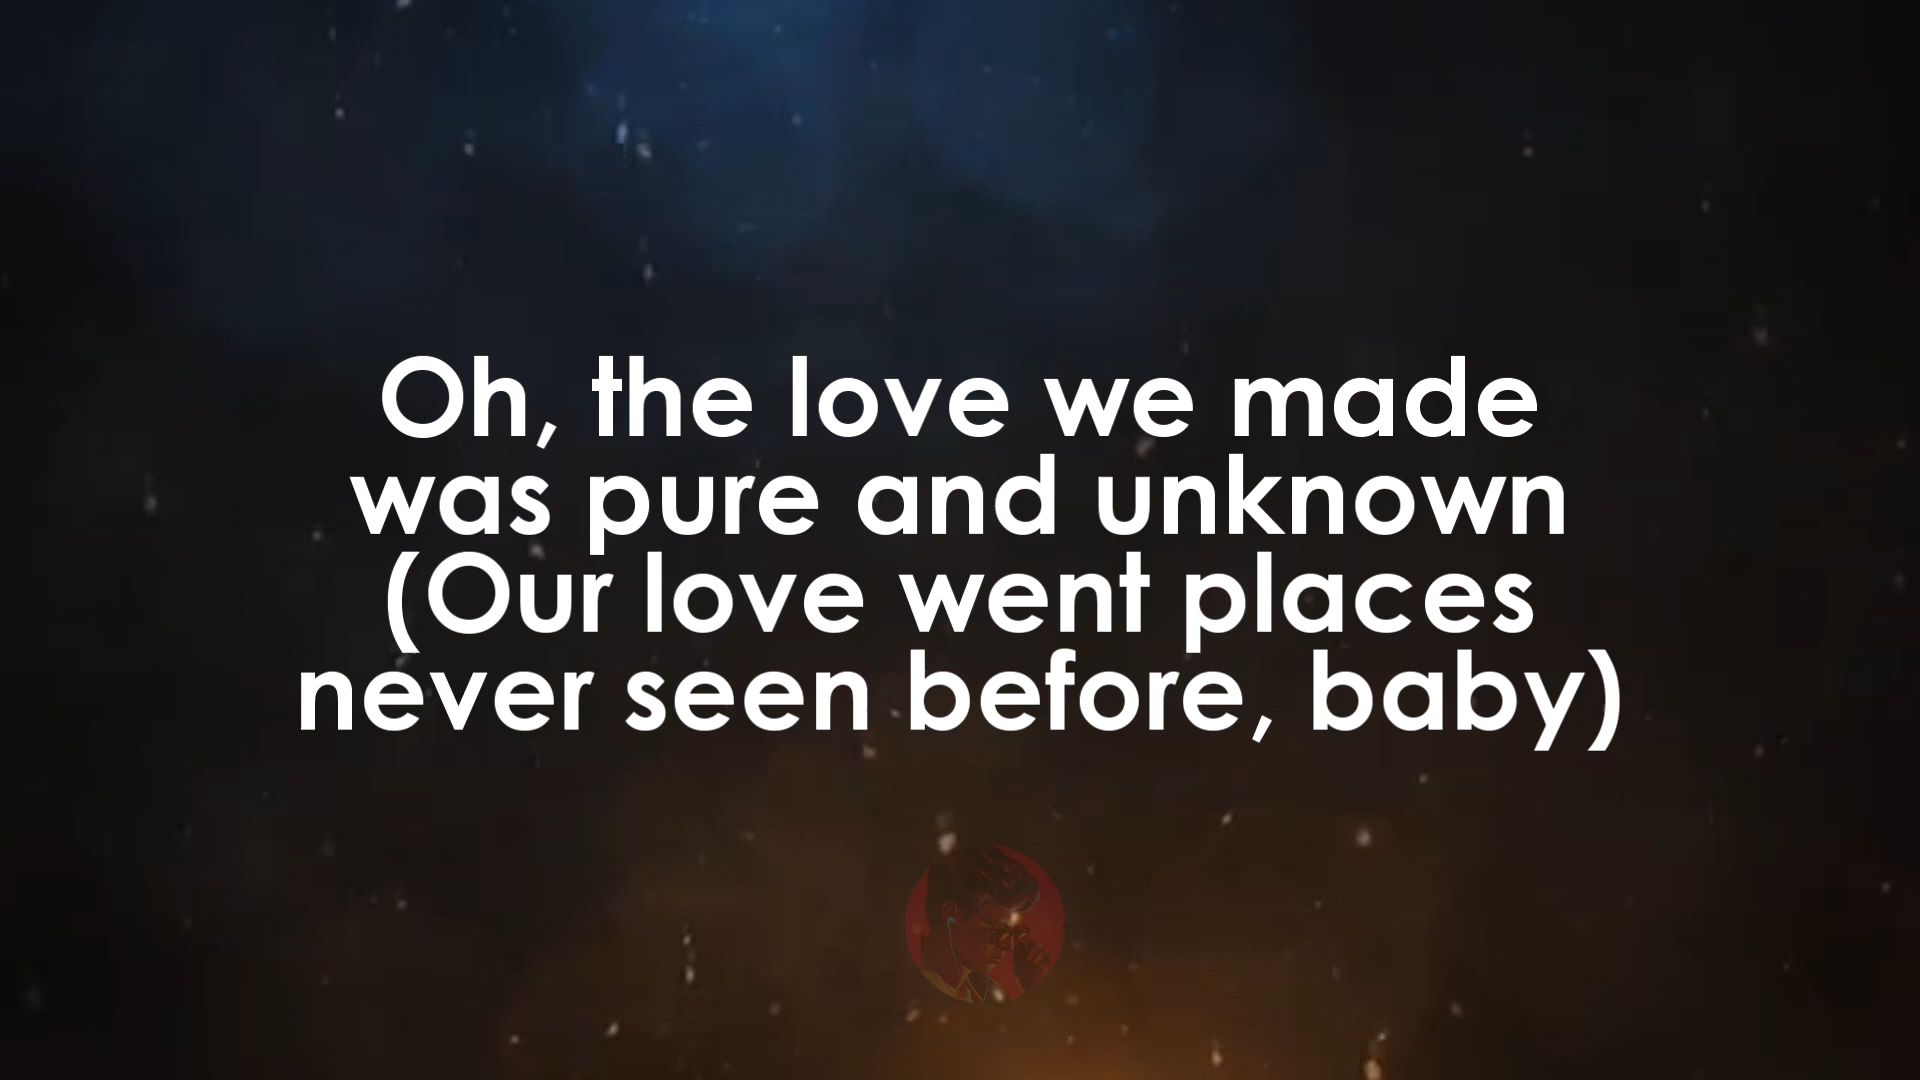 Oh, the love we made
was pure and unknown
(Our love went places
never seen before, baby)